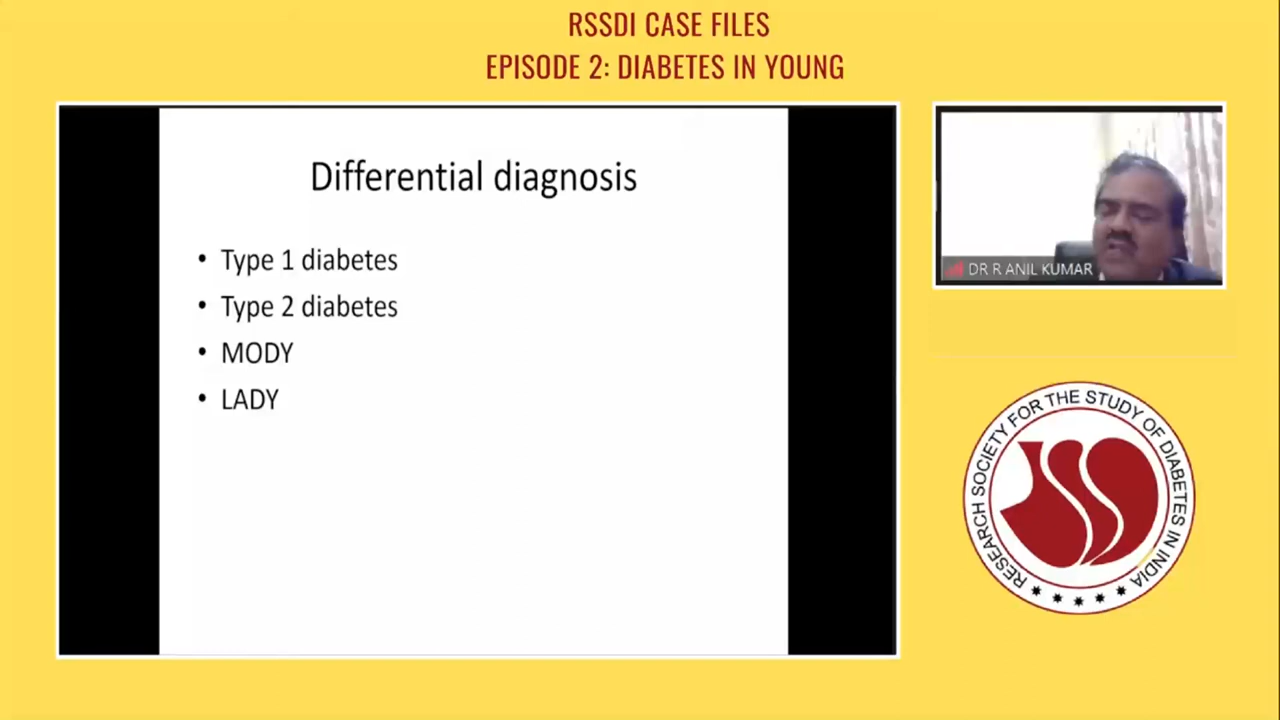 RSSDI CASE FILES
EPISODE 2: DIABETES IN YOUNG
Differential diagnosis
• Type 1 diabetes
• Type 2 diabetes
• MODY
• LADY
DR R ANIL KUMAR
RESEARCH SOCIETY FOR THE STUDY OF DIABETES IN INDIA